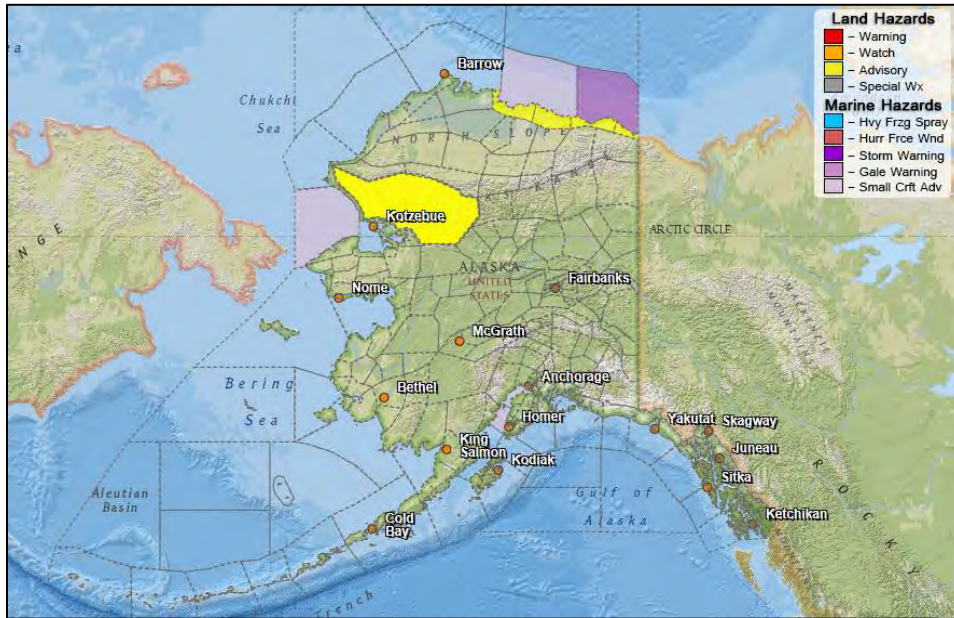 Land Hazards
– Warning
– Watch
– Advisory
– Special Wx
Marine Hazards
– Hvy Frzg Spray
– Hurr Frce Wnd
– Storm Warning
– Gale Warning
– Small Crft Adv
Barrow
Chukchi
Sea
NORTH SLOPE
Kotzebue
ARCTIC CIRCLE
ALASKA
UNITED
STATES
Fairbanks
Nome
McGrath
Bering
Sea
Bethel
Anchorage
Homer
Yakutat
Skagway
King
Salmon
Juneau
Kodiak
Sitka
Aleutian
Basin
Gulf of
Alaska
Cold
Bay
Ketchikan
ROCKY
Trench